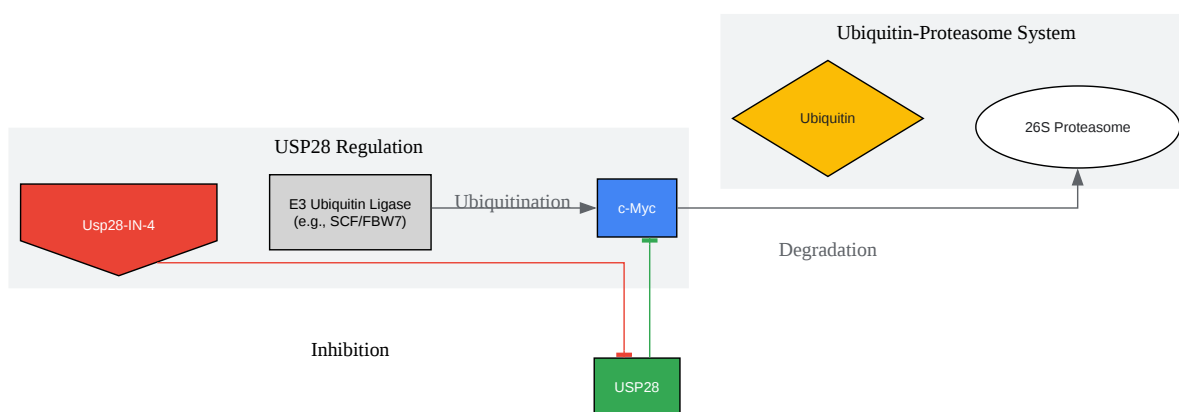 Ubiquitin-Proteasome System
Ubiquitin
26S Proteasome
USP28 Regulation
Usp28-IN-4
E3 Ubiquitin Ligase
(e.g., SCF/FBW7)
Ubiquitination
c-Myc
Degradation
Inhibition
USP28